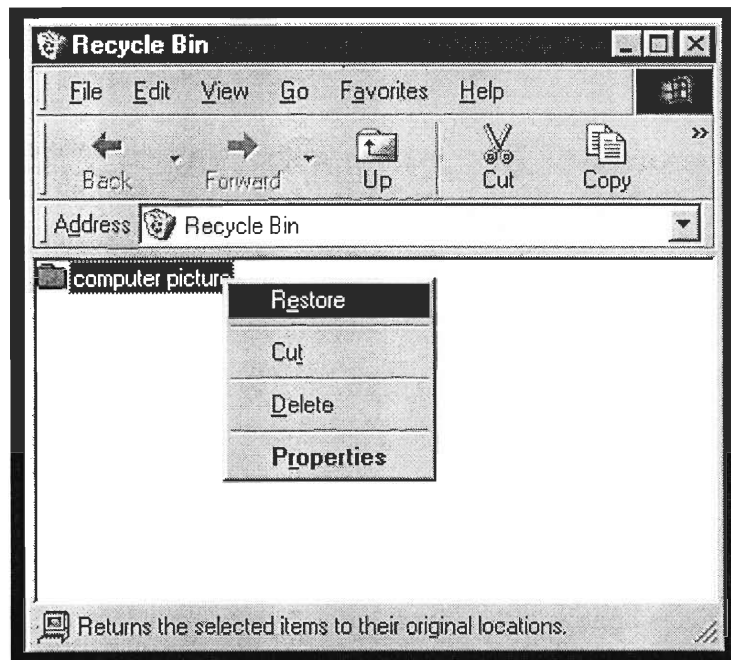 Recycle Bin
File Edit View Go Favorites Help
Back Forward Up Cut Copy »
Address Recycle Bin
computer picture
Restore
Cut
Delete
Properties
Returns the selected items to their original locations.